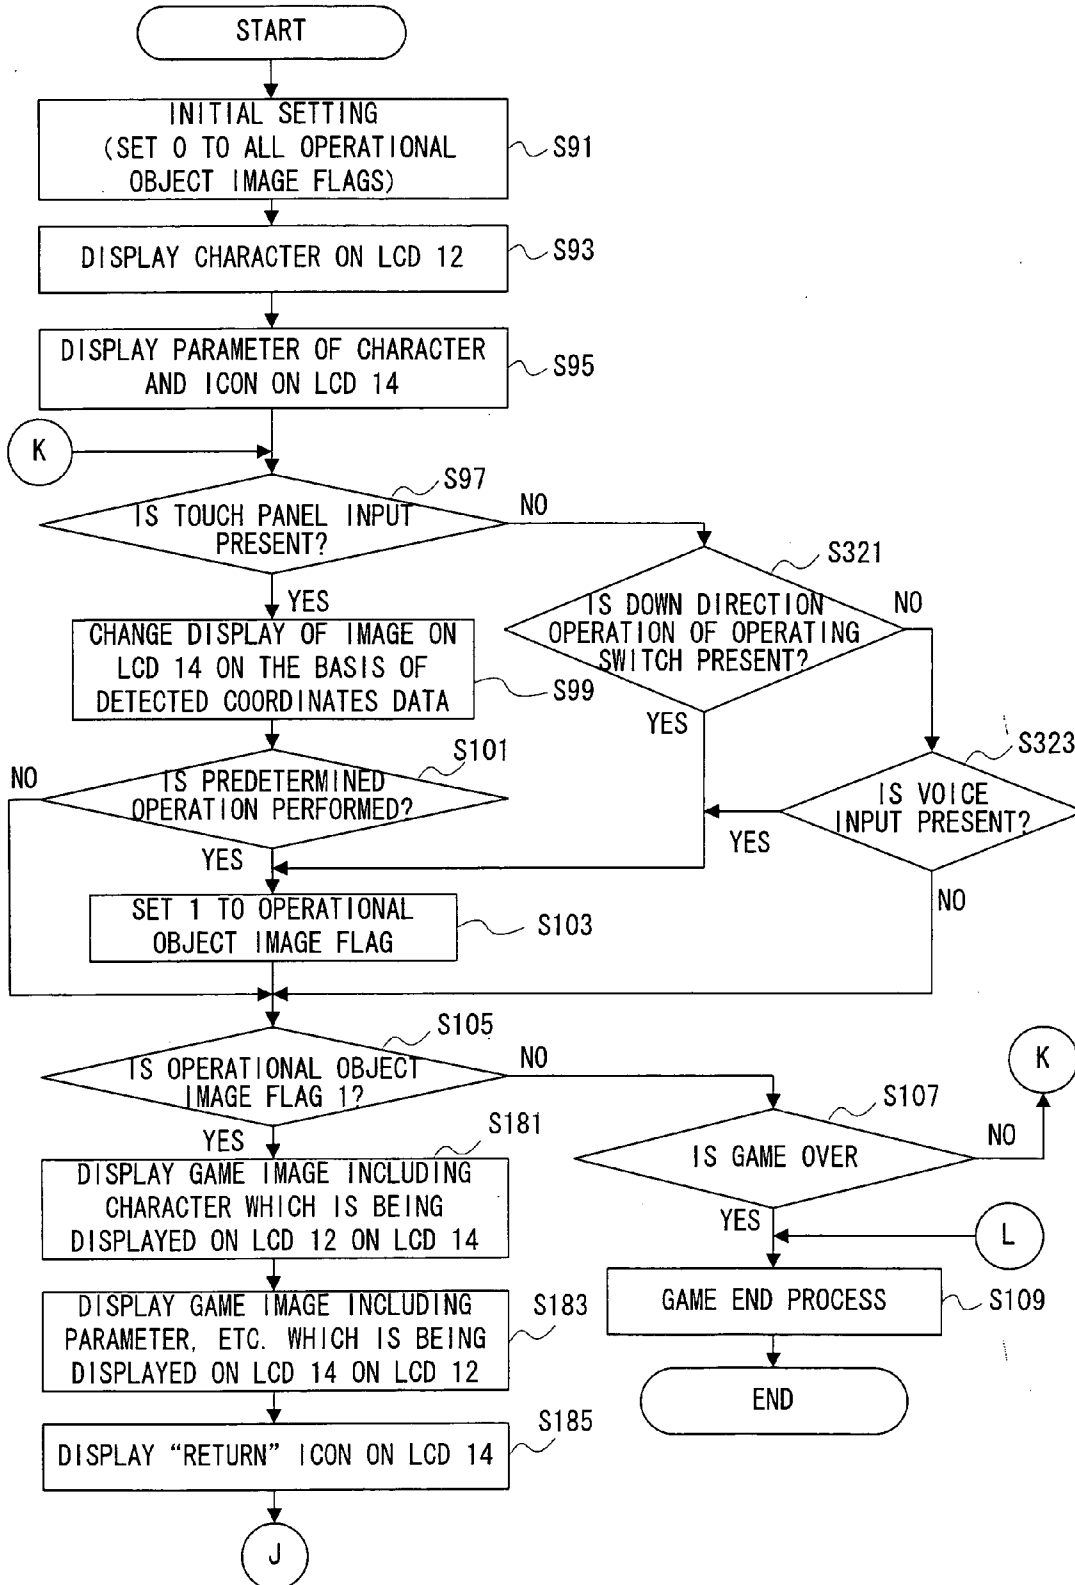 START
INITIAL SETTING
(SET 0 TO ALL OPERATIONAL
OBJECT IMAGE FLAGS)
S91
DISPLAY CHARACTER ON LCD 12
S93
DISPLAY PARAMETER OF CHARACTER
AND ICON ON LCD 14
S95
K
S97
IS TOUCH PANEL INPUT
PRESENT?
NO
YES
S321
IS DOWN DIRECTION
OPERATION OF OPERATING
SWITCH PRESENT?
NO
YES
CHANGE DISPLAY OF IMAGE ON
LCD 14 ON THE BASIS OF
DETECTED COORDINATES DATA
S99
S323
IS VOICE
INPUT PRESENT?
YES
NO
S101
IS PREDETERMINED
OPERATION PERFORMED?
NO
YES
SET 1 TO OPERATIONAL
OBJECT IMAGE FLAG
S103
S105
IS OPERATIONAL OBJECT
IMAGE FLAG 1?
NO
YES
K
S107
IS GAME OVER
NO
YES
L
S181
DISPLAY GAME IMAGE INCLUDING
CHARACTER WHICH IS BEING
DISPLAYED ON LCD 12 ON LCD 14
GAME END PROCESS
S109
DISPLAY GAME IMAGE INCLUDING
PARAMETER, ETC. WHICH IS BEING
DISPLAYED ON LCD 14 ON LCD 12
S183
END
DISPLAY “RETURN” ICON ON LCD 14
S185
J